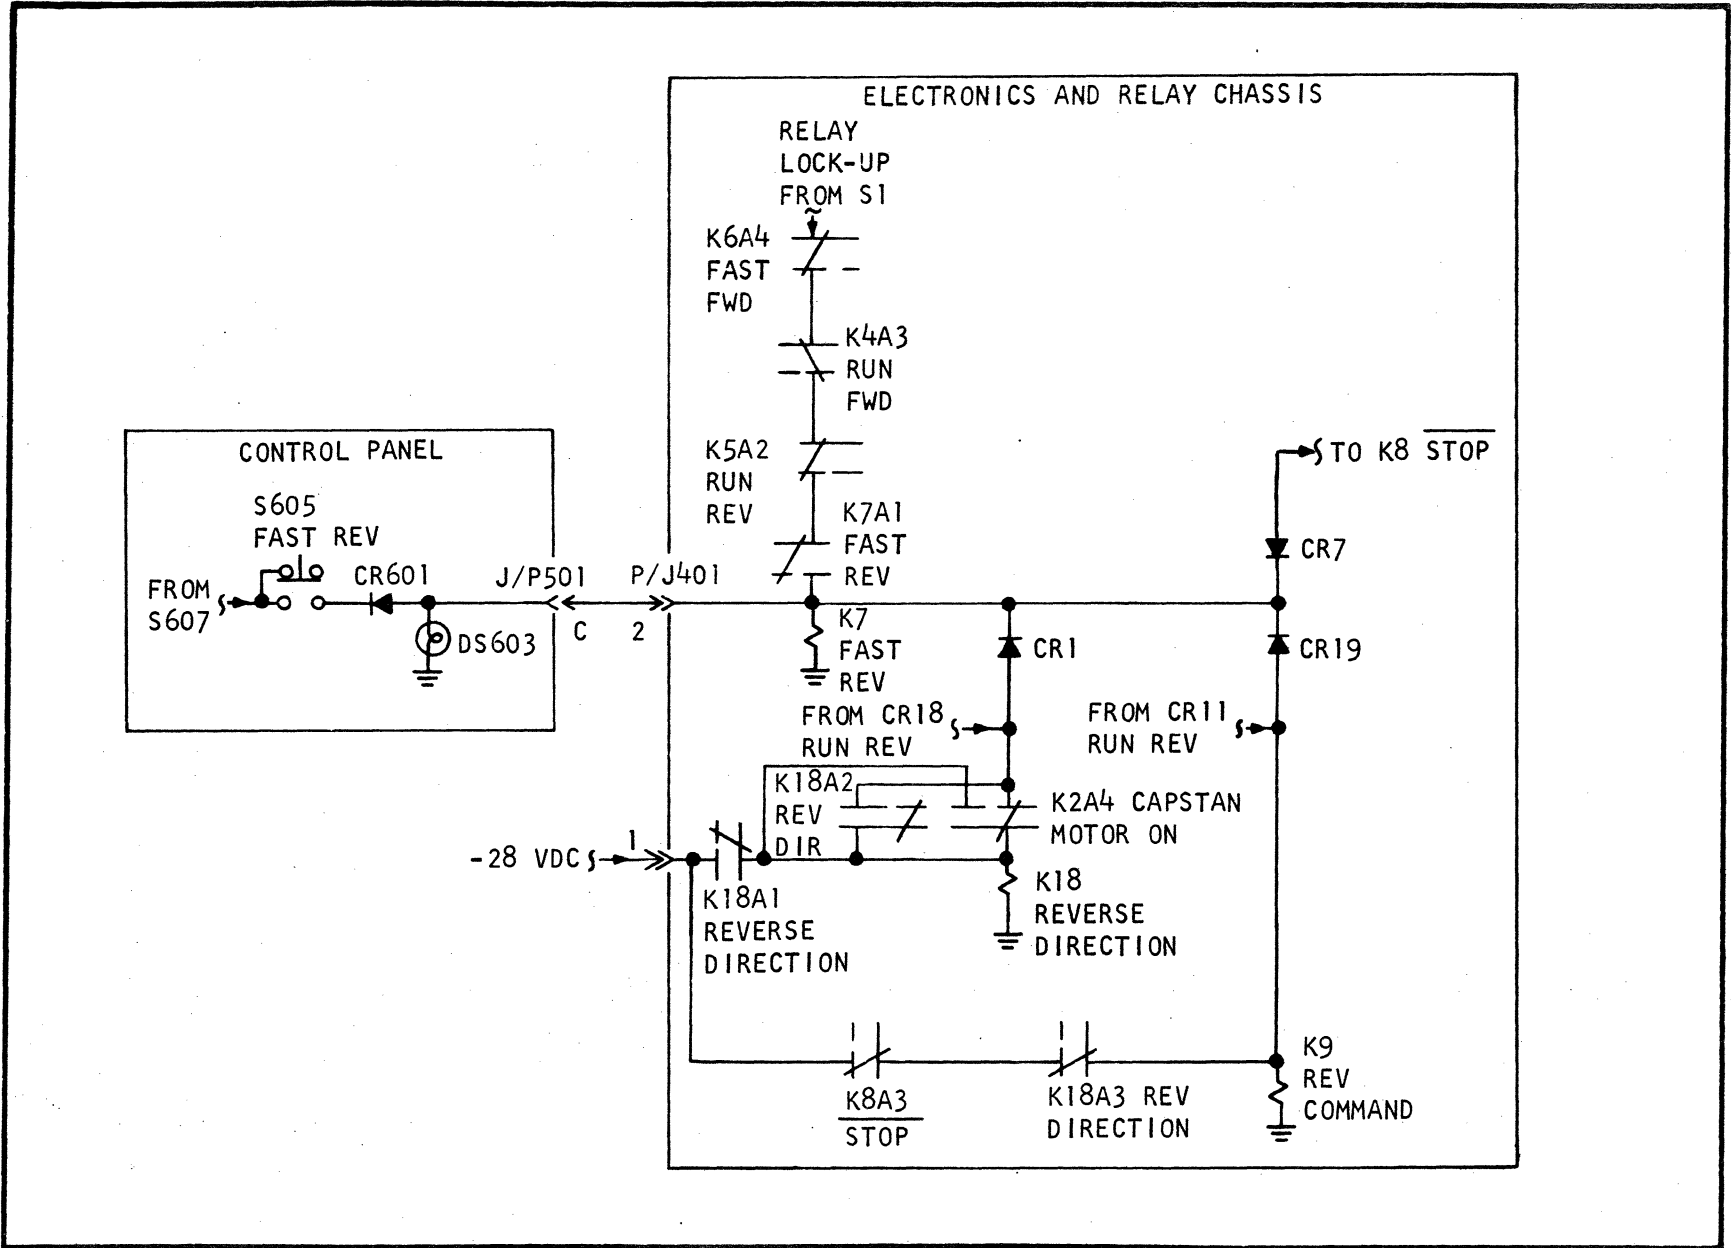 ELECTRONICS AND RELAY CHASSIS
RELAY
LOCK-UP
FROM S1
K6A4
FAST
FWD
K4A3
RUN
FWD
K5A2
RUN
REV
K7A1
FAST
REV
TO K8 STOP
CONTROL PANEL
S605
FAST REV
FROM
S607
CR601
DS603
J/P501
P/J401
C
2
K7
FAST
REV
CR7
CR1
CR19
FROM CR18
RUN REV
FROM CR11
RUN REV
K18A2
REV
DIR
K2A4 CAPSTAN
MOTOR ON
-28 VDC
1
K18A1
REVERSE
DIRECTION
K18
REVERSE
DIRECTION
K8A3
STOP
K18A3 REV
DIRECTION
K9
REV
COMMAND